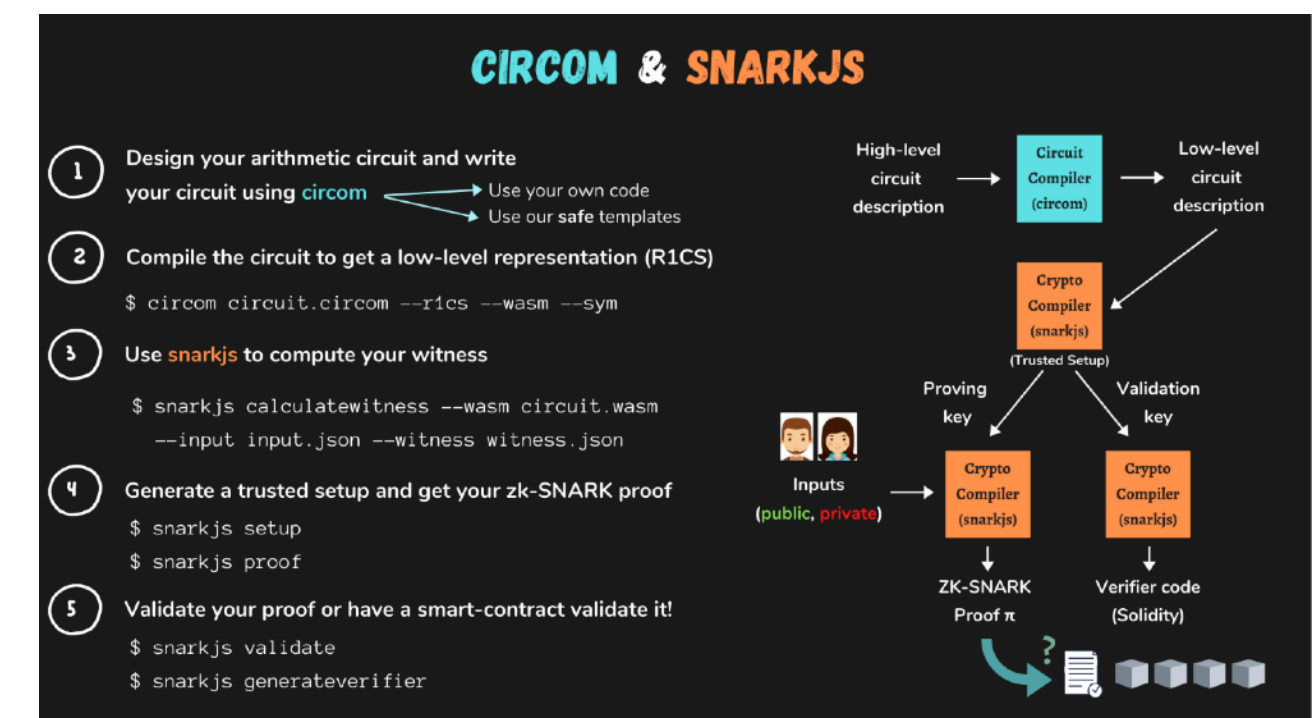 CIRCOM & SNARKJS
1
Design your arithmetic circuit and write
your circuit using circom
Use your own code
Use our safe templates
2
Compile the circuit to get a low-level representation (R1CS)
$ circom circuit.circom --r1cs --wasm --sym
3
Use snarkjs to compute your witness
$ snarkjs calculatewitness --wasm circuit.wasm
--input input.json --witness witness.json
4
Generate a trusted setup and get your zk-SNARK proof
$ snarkjs setup
$ snarkjs proof
5
Validate your proof or have a smart-contract validate it!
$ snarkjs validate
$ snarkjs generateverifier
High-level
circuit
description
Circuit
Compiler
(circom)
Low-level
circuit
description
Crypto
Compiler
(snarkjs)
(Trusted Setup)
Proving
key
Validation
key
Inputs
(public, private)
Crypto
Compiler
(snarkjs)
Crypto
Compiler
(snarkjs)
ZK-SNARK
Proof π
Verifier code
(Solidity)
?